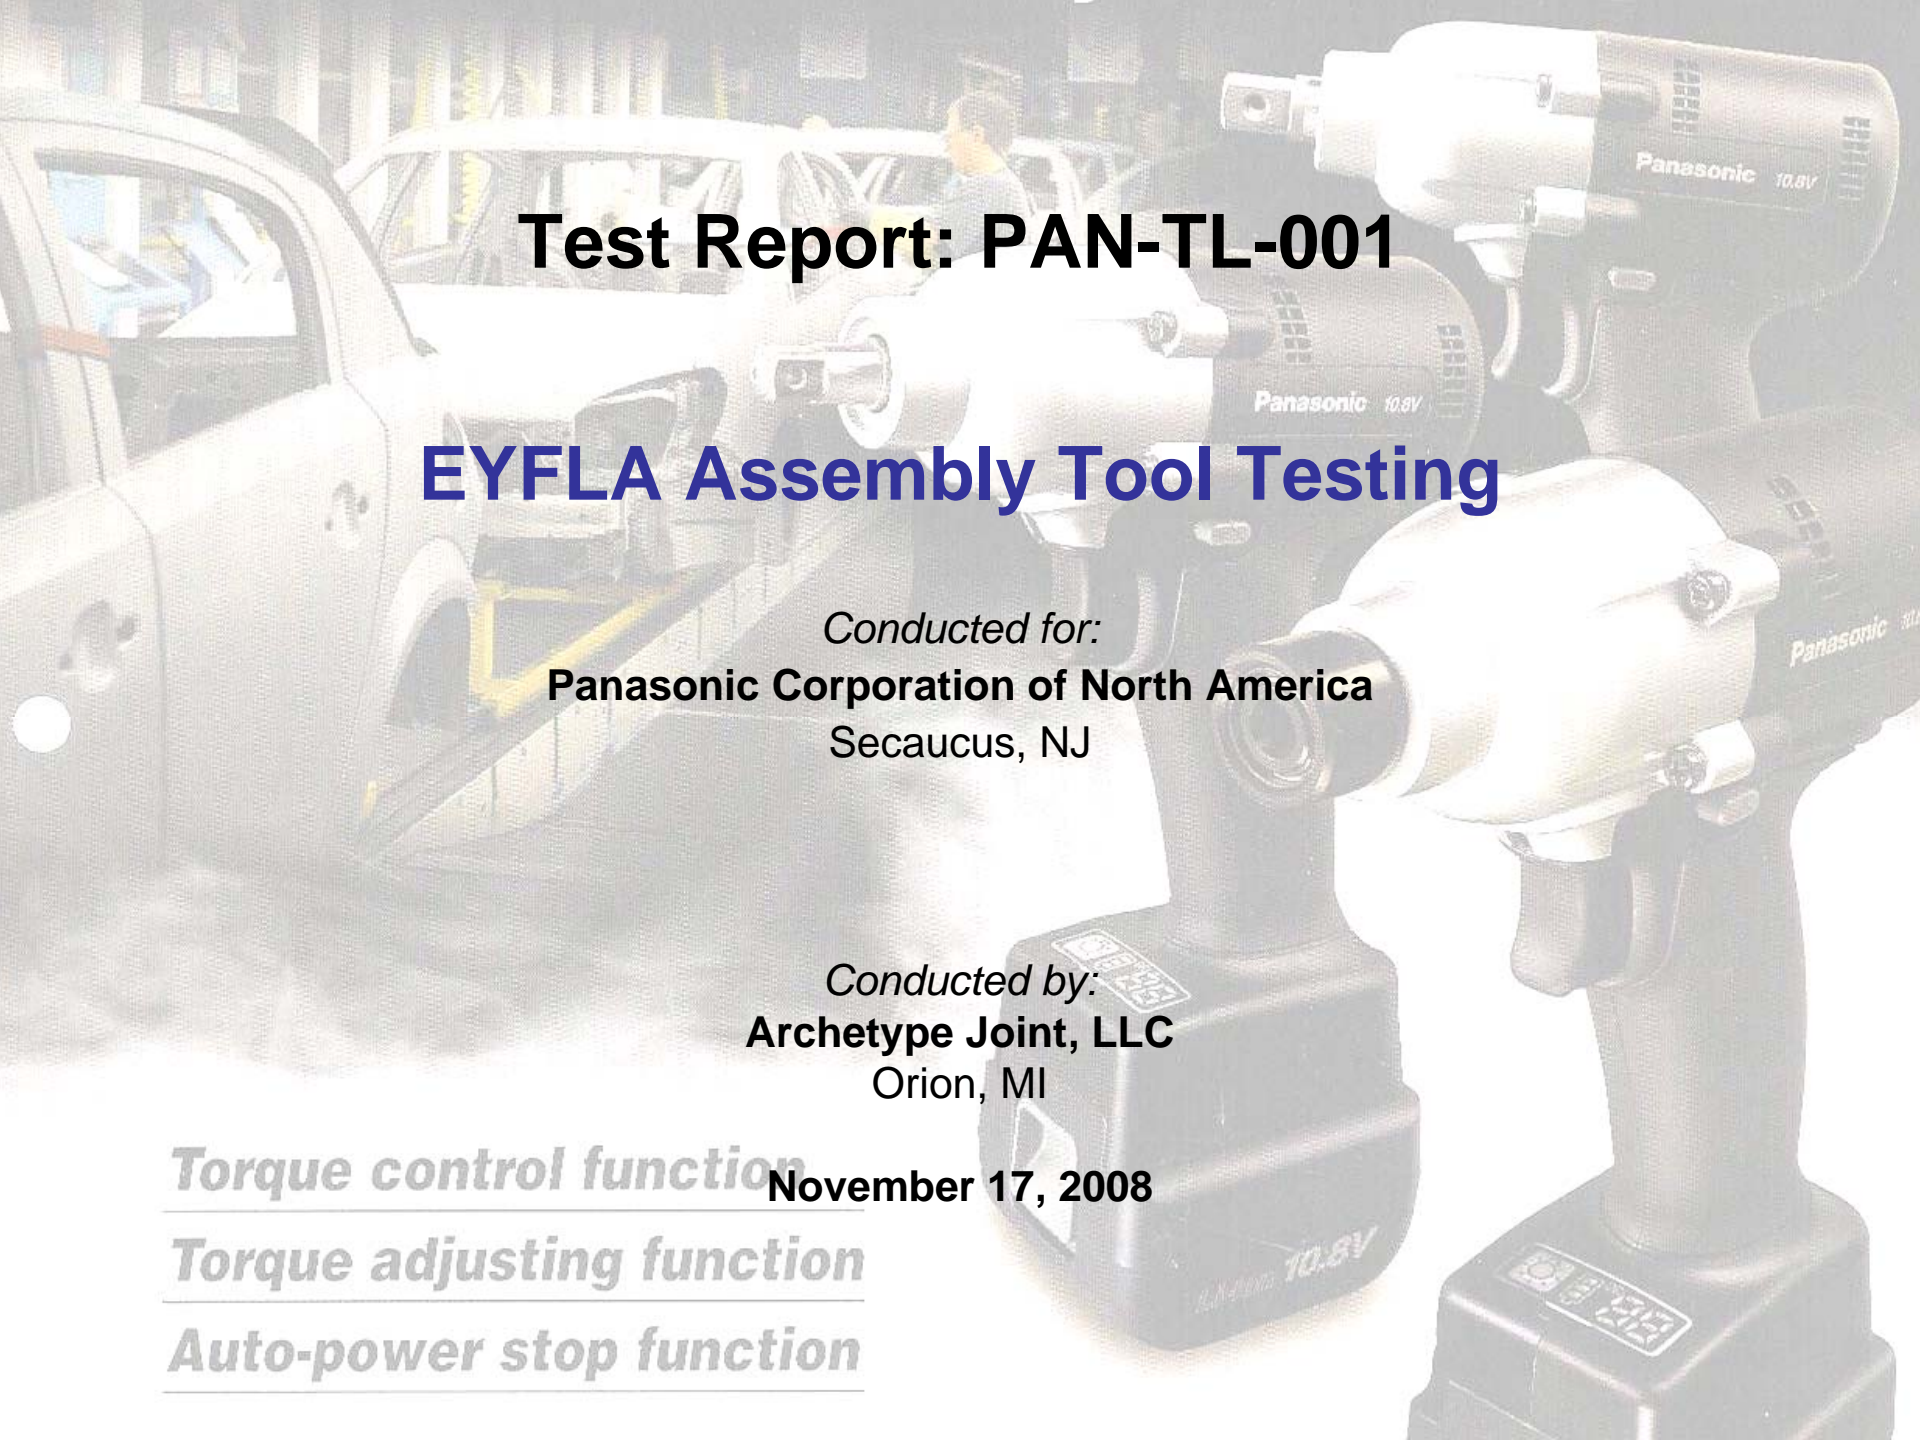 Test Report: PAN-TL-001
Panasonic 10.8V
Panasonic 10.8V
EYFLA Assembly Tool Testing
Panasonic
Conducted for:
Panasonic Corporation of North America
Secaucus, NJ
Conducted by:
Archetype Joint, LLC
Orion, MI
November 17, 2008
Torque control function
Torque adjusting function
Auto-power stop function
10.8V